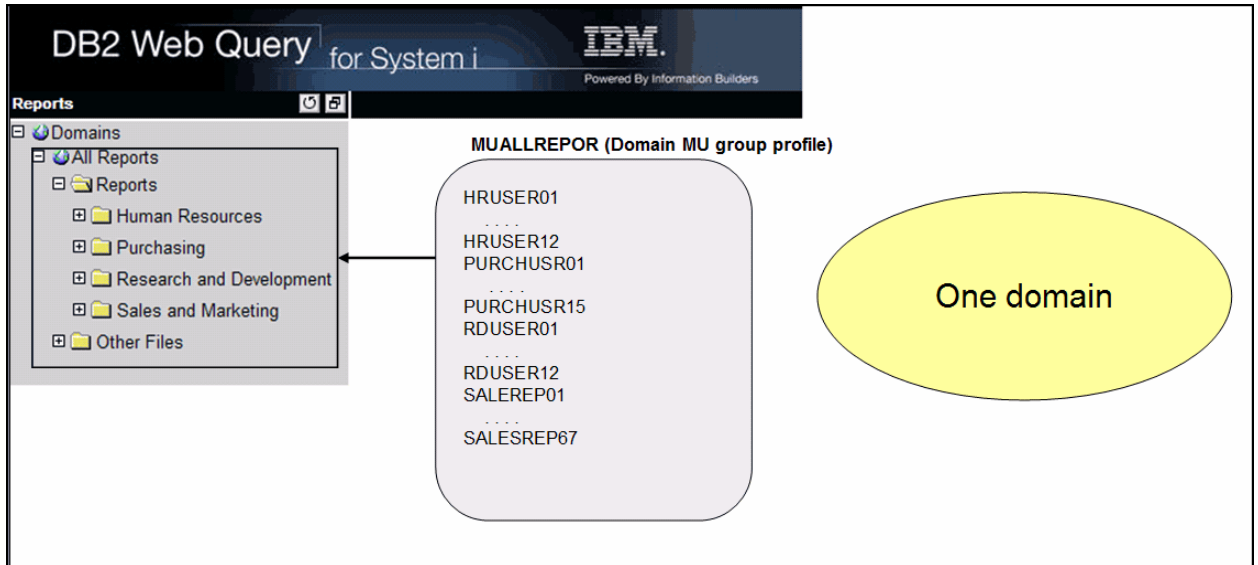 DB2 Web Query for System i
IBM.
Powered By Information Builders
Reports
Domains
All Reports
Reports
Human Resources
Purchasing
Research and Development
Sales and Marketing
Other Files
MUALLREPOR (Domain MU group profile)
HRUSER01
. . . .
HRUSER12
PURCHUSR01
. . . .
PURCHUSR15
RDUSER01
. . . .
RDUSER12
SALEREP01
. . . .
SALESREP67
One domain